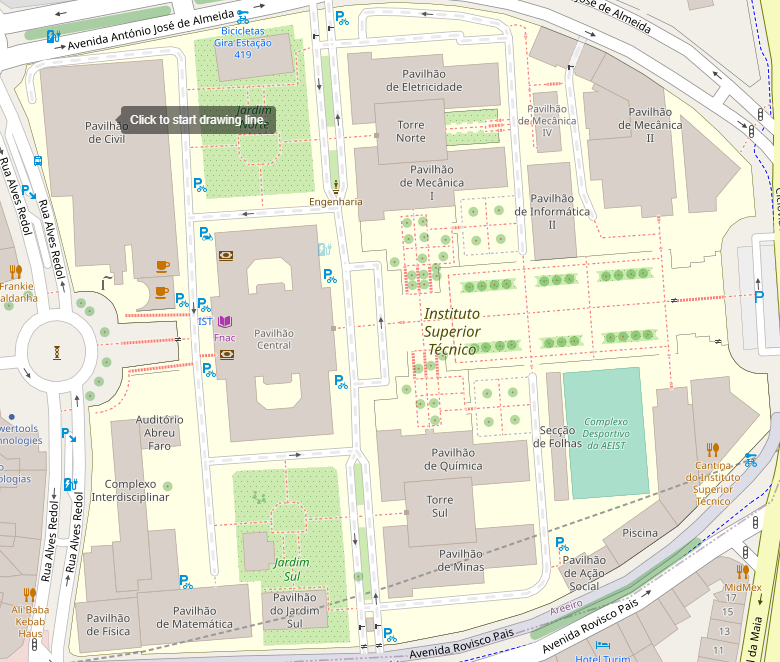 osé de Almeida
Avenida António José de Almeida
Bicicletas
Gira Estação
419
Pavilhão
de Civil
Click to start drawing line.
Jardim
Norte
Pavilhão
de Eletricidade
Torre
Norte
Pavilhão
de Mecânica
IV
Pavilhão
de Mecânica
II
Pavilhão
de Mecânica
I
Rua Alves Redol
Rua Alves Redol
Engenharia
Pavilhão
de Informática
II
Frankie
aldanha
IST
Fnac
Pavilhão
Central
Instituto
Superior
Técnico
P
Auditório
Abreu
Faro
Complexo
Interdisciplinar
wertools
hnologies
ologias
Pavilhão
de Química
Secção
de Folhas
Complexo
Desportivo
do AEIST
Cantina
do Instituto
Superior
Técnico
Torre
Sul
Piscina
Rua Alves Redol
Rua Alves Redol
Jardim
Sul
Pavilhão
de Minas
Pavilhão
de Ação
Social
Areeiro
Ali Baba
Kebab
Haus
Pavilhão
de Física
Pavilhão
de Matemática
Pavilhão
do Jardim
Sul
Avenida Rovisco Pais
Avenida Rovisco Pais
Hotel Turim
MidMex
17
15
13
11
l da Maia